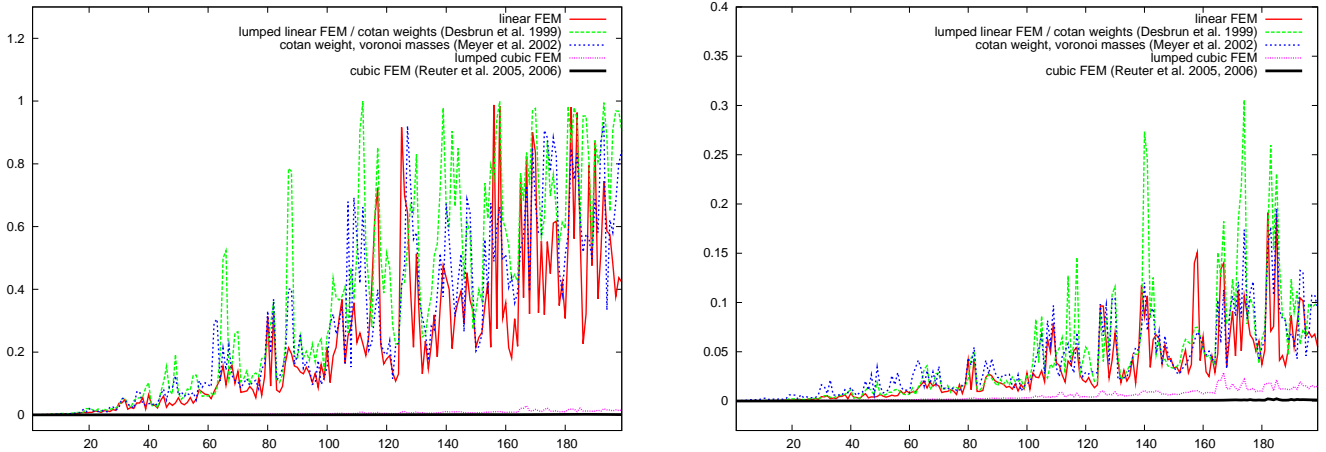 linear FEM
lumped linear FEM / cotan weights (Desbrun et al. 1999)
cotan weight, voronoi masses (Meyer et al. 2002)
lumped cubic FEM
cubic FEM (Reuter et al. 2005, 2006)
1.2
1
0.8
0.6
0.4
0.2
0
20 40 60 80 100 120 140 160 180
linear FEM
lumped linear FEM / cotan weights (Desbrun et al. 1999)
cotan weight, voronoi masses (Meyer et al. 2002)
lumped cubic FEM
cubic FEM (Reuter et al. 2005, 2006)
0.4
0.35
0.3
0.25
0.2
0.15
0.1
0.05
0
20 40 60 80 100 120 140 160 180